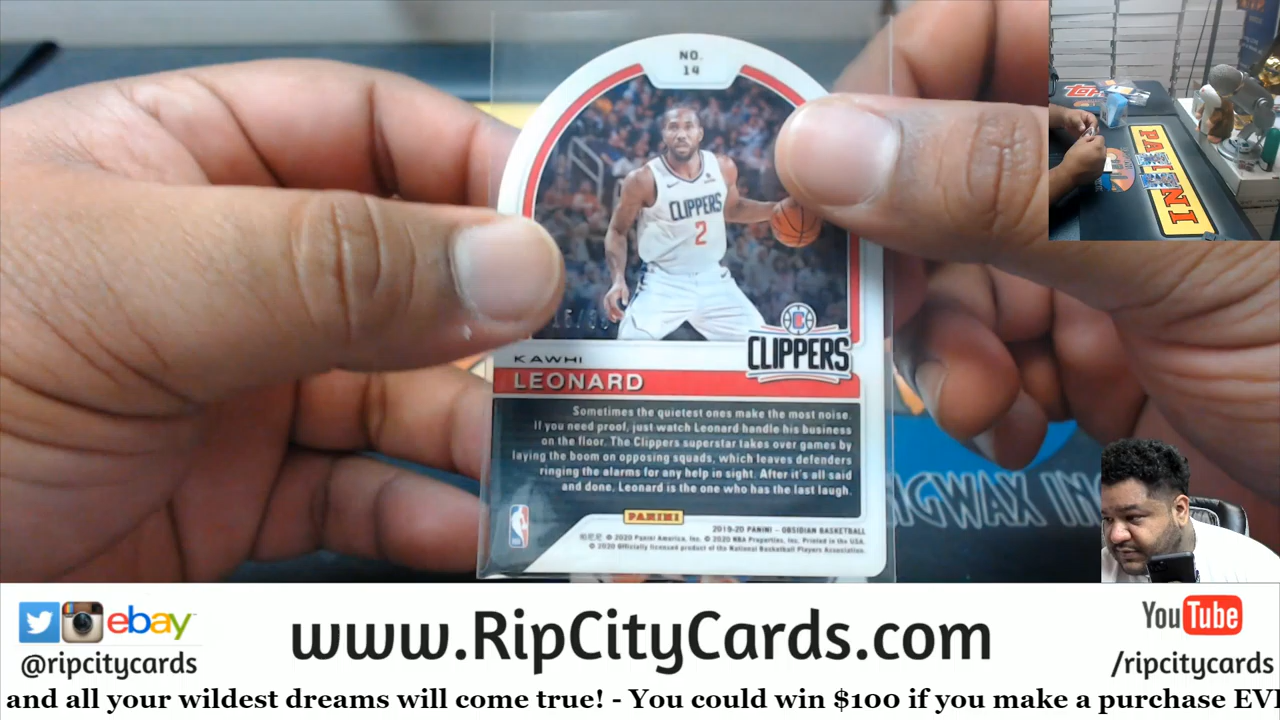 NO.
14
CLIPPERS
2
CLIPPERS
KAWHI
LEONARD
Sometimes the quietest ones make the most noise.
If you need proof, just watch Leonard handle his business
on the floor. The Clippers superstar takes over games by
laying the boom on opposing squads, which leaves defenders
ringing the alarms for any help in sight. After it's all said
and done, Leonard is the one who has the last laugh.
PANINI
2019-20 PANINI – OBSIDIAN BASKETBALL
© 2020 Panini America, Inc. © 2020 NBA Properties, Inc. Printed in the USA.
© 2020 Officially licensed product of the National Basketball Players Association.
PANINI
GWAX IN
ebay
@ripcitycards
www.RipCityCards.com
YouTube
/ripcitycards
and all your wildest dreams will come true! - You could win $100 if you make a purchase EVE